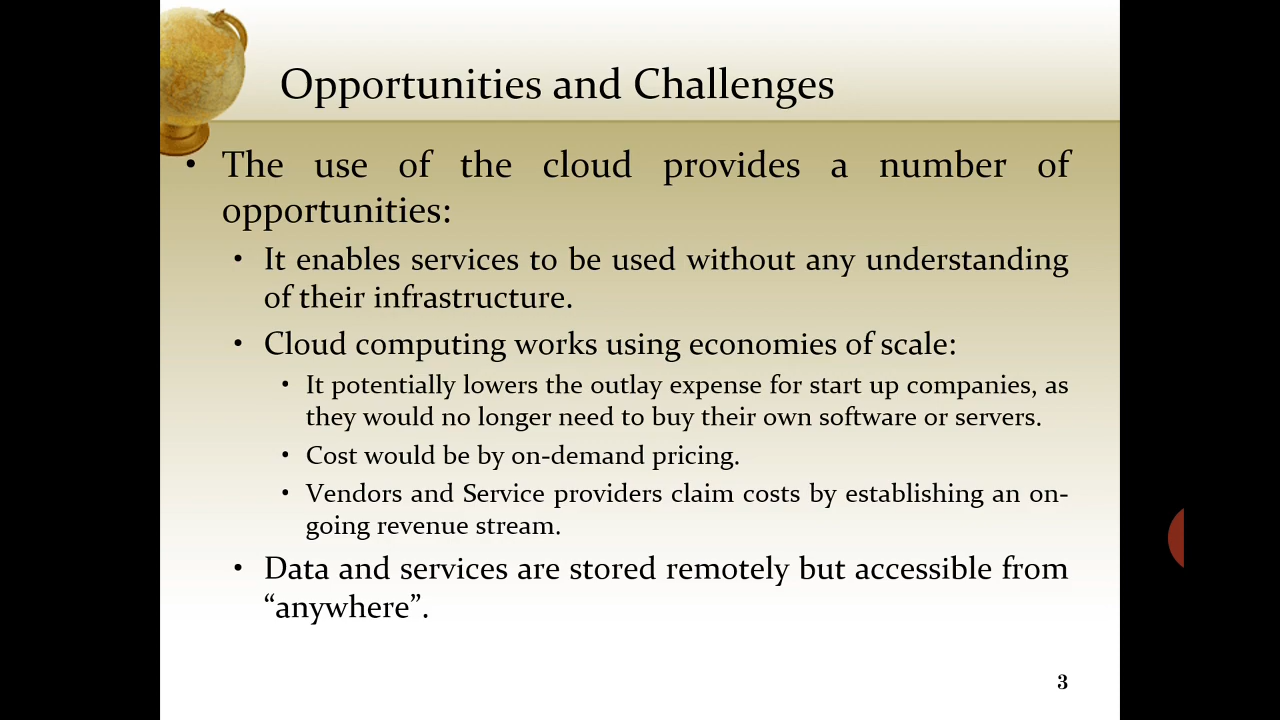 Opportunities and Challenges
• The use of the cloud provides a number of
opportunities:
• It enables services to be used without any understanding
of their infrastructure.
• Cloud computing works using economies of scale:
• It potentially lowers the outlay expense for start up companies, as
they would no longer need to buy their own software or servers.
• Cost would be by on-demand pricing.
• Vendors and Service providers claim costs by establishing an on-
going revenue stream.
• Data and services are stored remotely but accessible from
“anywhere”.
3